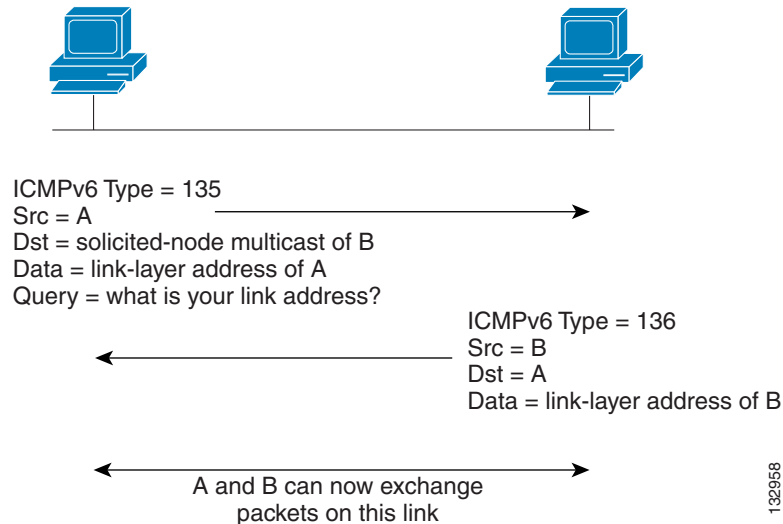 ICMPv6 Type = 135
Src = A
Dst = solicited-node multicast of B
Data = link-layer address of A
Query = what is your link address?
ICMPv6 Type = 136
Src = B
Dst = A
Data = link-layer address of B
A and B can now exchange
packets on this link
132958